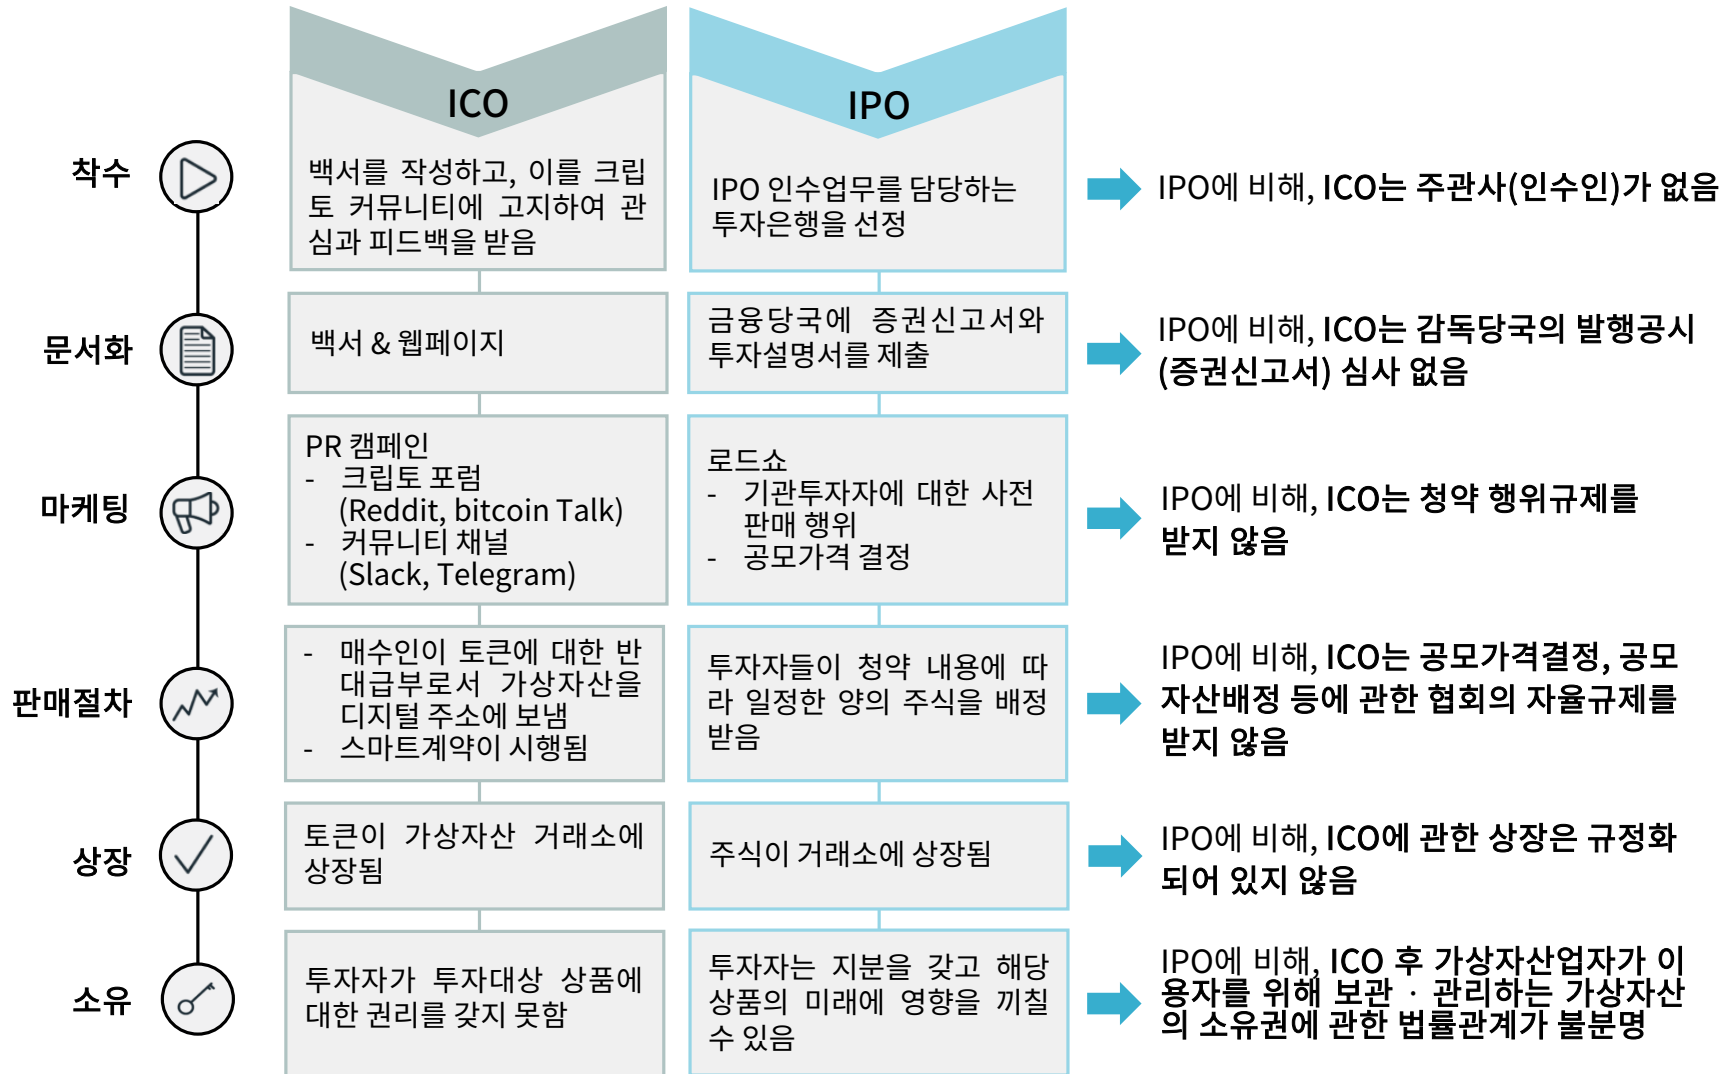 ICO
IPO
착수
백서를 작성하고, 이를 크립
토 커뮤니티에 고지하여 관
심과 피드백을 받음
IPO 인수업무를 담당하는
투자은행을 선정
IPO에 비해, ICO는 주관사(인수인)가 없음
문서화
백서 & 웹페이지
금융당국에 증권신고서와
투자설명서를 제출
IPO에 비해, ICO는 감독당국의 발행공시
(증권신고서) 심사 없음
마케팅
PR 캠페인
- 크립토 포럼
(Reddit, bitcoin Talk)
- 커뮤니티 채널
(Slack, Telegram)
로드쇼
- 기관투자자에 대한 사전
판매 행위
- 공모가격 결정
IPO에 비해, ICO는 청약 행위규제를
받지 않음
판매절차
- 매수인이 토큰에 대한 반
대급부로서 가상자산을
디지털 주소에 보냄
- 스마트계약이 시행됨
투자자들이 청약 내용에 따
라 일정한 양의 주식을 배정
받음
IPO에 비해, ICO는 공모가격결정, 공모
자산배정 등에 관한 협회의 자율규제를
받지 않음
상장
토큰이 가상자산 거래소에
상장됨
주식이 거래소에 상장됨
IPO에 비해, ICO에 관한 상장은 규정화
되어 있지 않음
소유
투자자가 투자대상 상품에
대한 권리를 갖지 못함
투자자는 지분을 갖고 해당
상품의 미래에 영향을 끼칠
수 있음
IPO에 비해, ICO 후 가상자산업자가 이
용자를 위해 보관 · 관리하는 가상자산
의 소유권에 관한 법률관계가 불분명